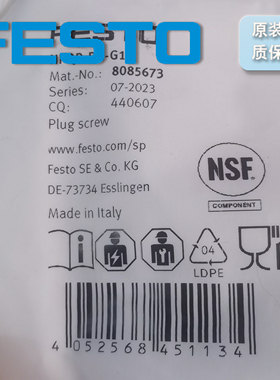 FESTO
原装
质保
Mat.-No.: 8085673
Series: 07-2023
CQ: 440607
Plug screw
www.festo.com/sp
Festo SE & Co. KG
DE-73734 Esslingen
NSF.
COMPONENT
Made in Italy
04
LDPE
4 052568 451134